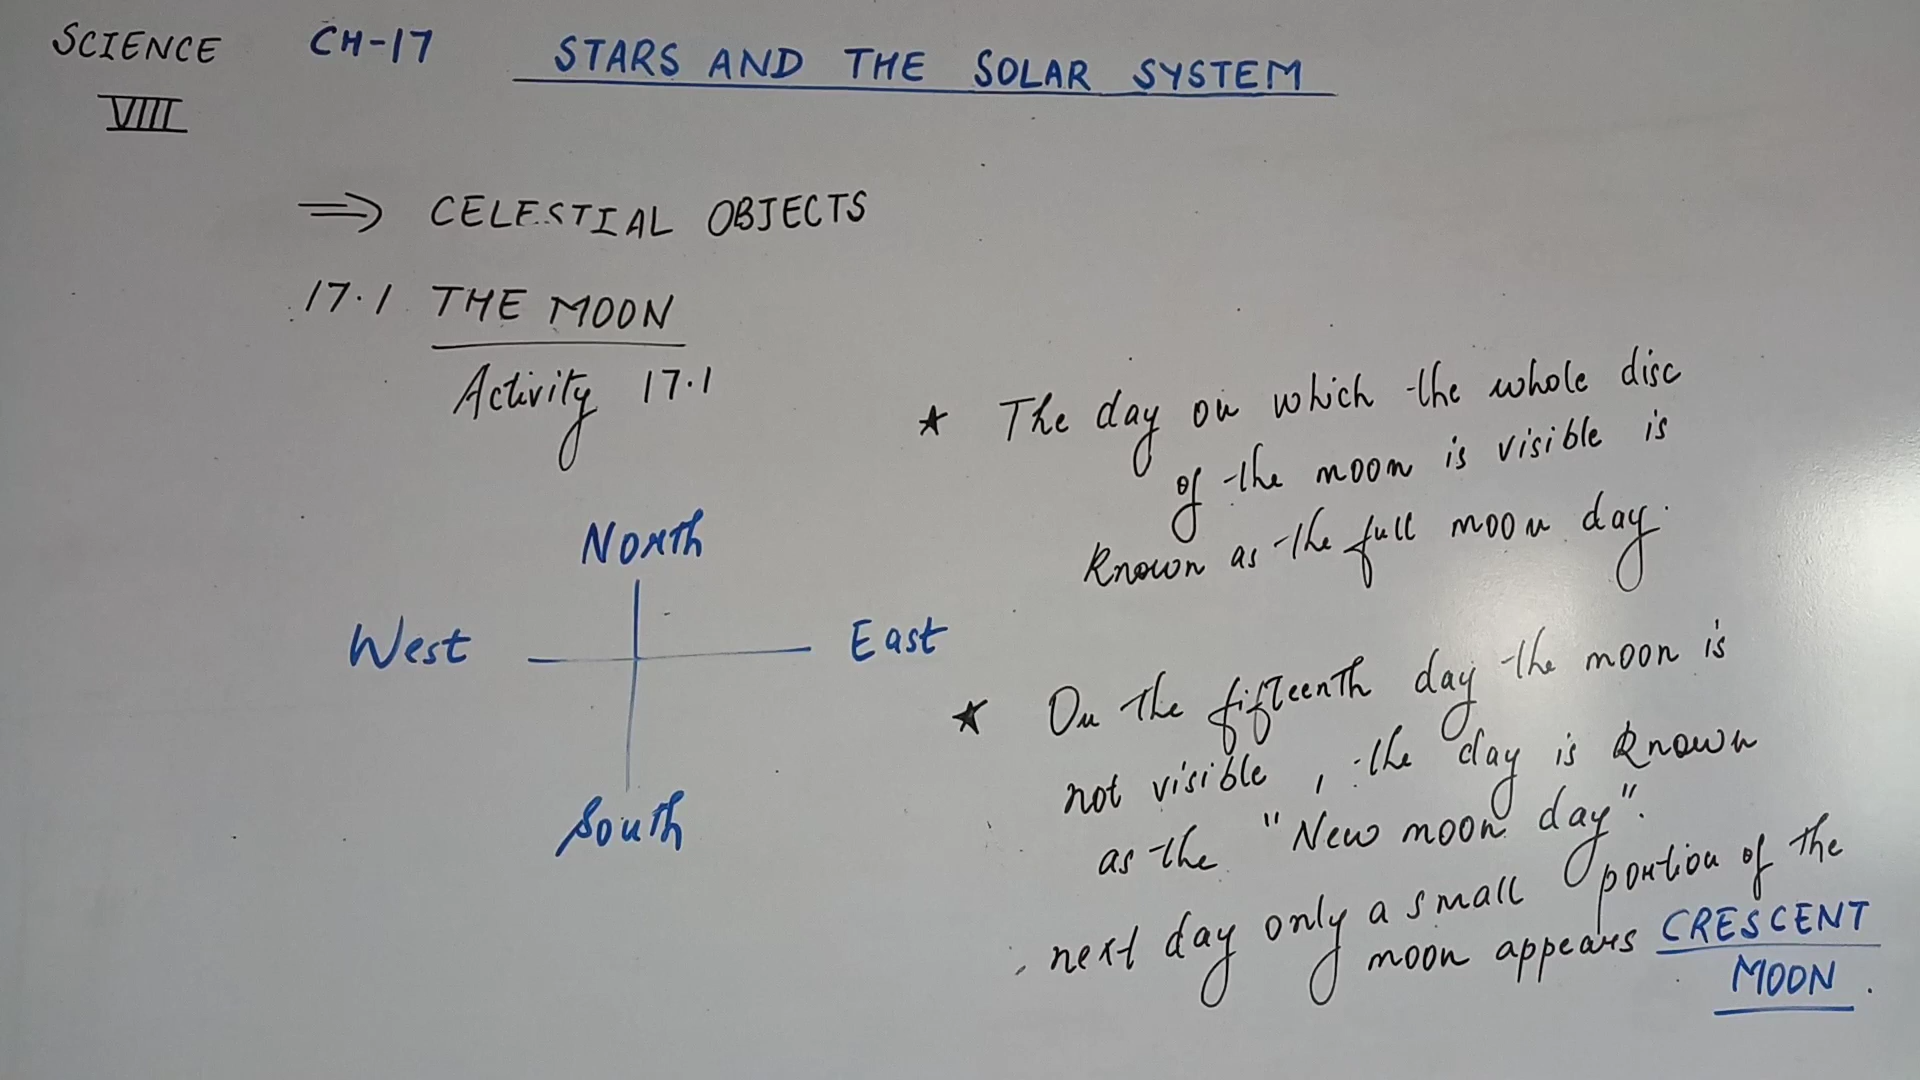 SCIENCE CH-17 STARS AND THE SOLAR SYSTEM
VIII
⇒ CELESTIAL OBJECTS
17.1 THE MOON
Activity 17.1
North
West East
South
★ The day on which the whole disc
of the moon is visible is
known as the full moon day.
★ On the fifteenth day the moon is
not visible, the day is known
as the "New moon day".
next day only a small portion of the
moon appears CRESCENT
MOON.